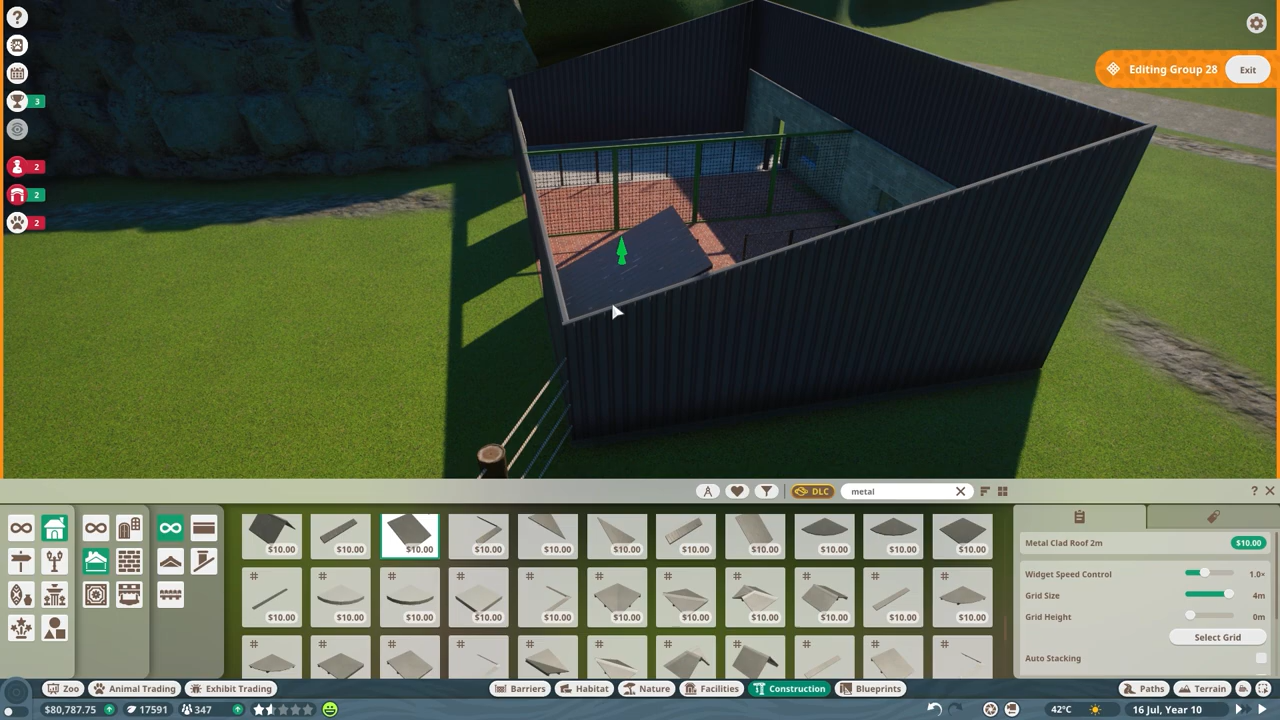 ?
Editing Group 28 Exit
3
2
2
2
DLC metal ? ×
$10.00 $10.00 $10.00 $10.00 $10.00 $10.00 $10.00 $10.00 $10.00 $10.00 $10.00
$10.00 $10.00 $10.00 $10.00 $10.00 $10.00 $10.00 $10.00 $10.00 $10.00 $10.00
Metal Clad Roof 2m $10.00
Widget Speed Control 1.0×
Grid Size 4m
Grid Height 0m
Select Grid
Auto Stacking
Zoo Animal Trading Exhibit Trading Barriers Habitat Nature Facilities Construction Blueprints Paths Terrain
$80,787.75 17591 347 42°C 16 Jul, Year 10